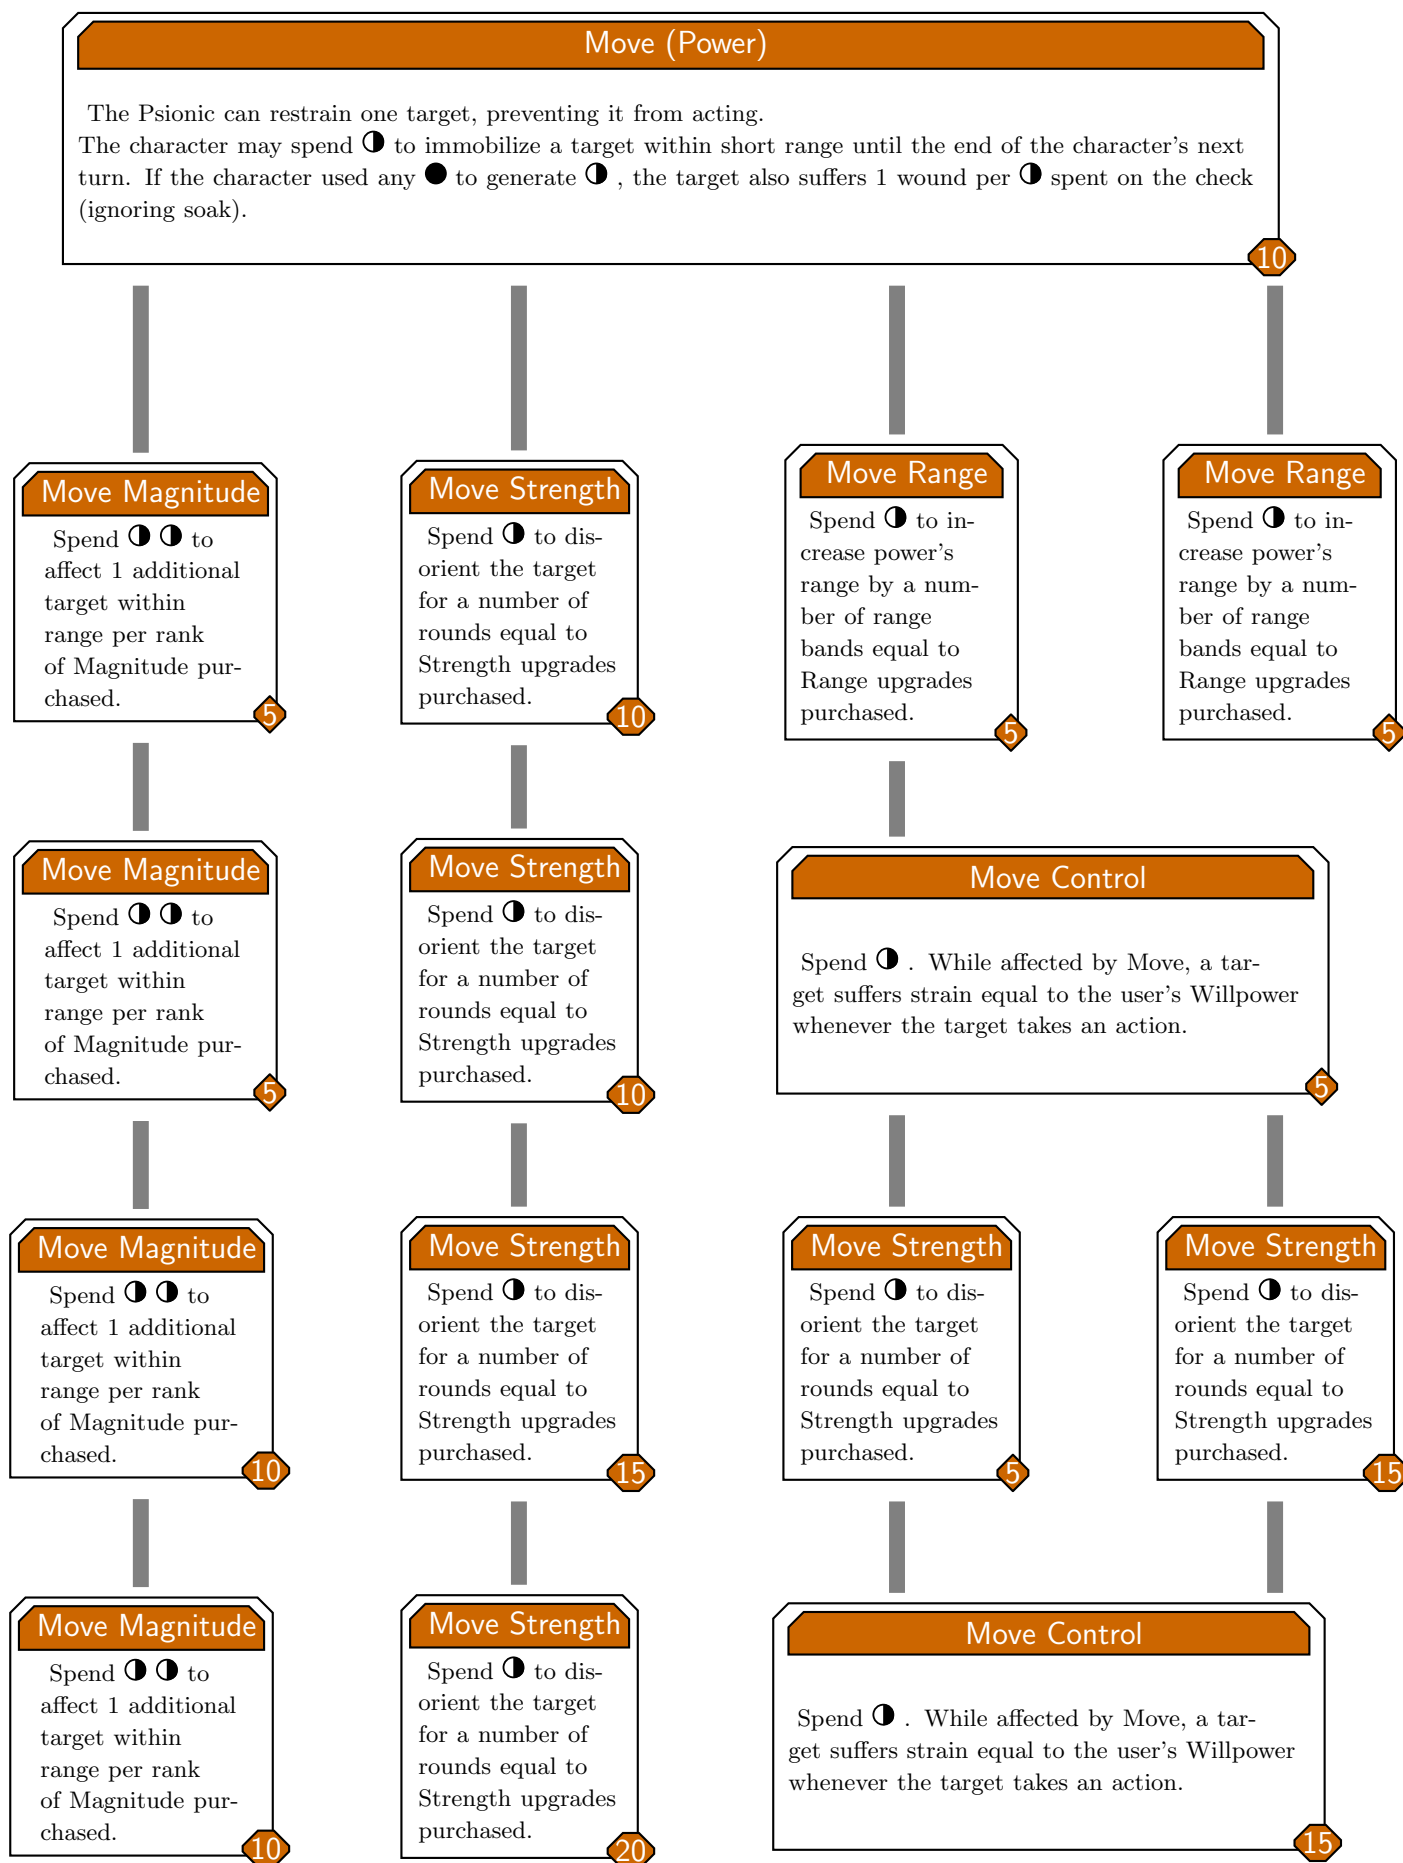 Move (Power)
The Psionic can restrain one target, preventing it from acting.
The character may spend ◑ to immobilize a target within short range until the end of the character's next
turn. If the character used any ● to generate ◑ , the target also suffers 1 wound per ◑ spent on the check
(ignoring soak).
10
Move Magnitude
Spend ◑ ◑ to
affect 1 additional
target within
range per rank
of Magnitude pur-
chased.
5
Move Strength
Spend ◑ to dis-
orient the target
for a number of
rounds equal to
Strength upgrades
purchased.
10
Move Range
Spend ◑ to in-
crease power's
range by a num-
ber of range
bands equal to
Range upgrades
purchased.
5
Move Range
Spend ◑ to in-
crease power's
range by a num-
ber of range
bands equal to
Range upgrades
purchased.
5
Move Magnitude
Spend ◑ ◑ to
affect 1 additional
target within
range per rank
of Magnitude pur-
chased.
5
Move Strength
Spend ◑ to dis-
orient the target
for a number of
rounds equal to
Strength upgrades
purchased.
10
Move Control
Spend ◑ . While affected by Move, a tar-
get suffers strain equal to the user's Willpower
whenever the target takes an action.
5
Move Magnitude
Spend ◑ ◑ to
affect 1 additional
target within
range per rank
of Magnitude pur-
chased.
10
Move Strength
Spend ◑ to dis-
orient the target
for a number of
rounds equal to
Strength upgrades
purchased.
15
Move Strength
Spend ◑ to dis-
orient the target
for a number of
rounds equal to
Strength upgrades
purchased.
5
Move Strength
Spend ◑ to dis-
orient the target
for a number of
rounds equal to
Strength upgrades
purchased.
15
Move Magnitude
Spend ◑ ◑ to
affect 1 additional
target within
range per rank
of Magnitude pur-
chased.
10
Move Strength
Spend ◑ to dis-
orient the target
for a number of
rounds equal to
Strength upgrades
purchased.
20
Move Control
Spend ◑ . While affected by Move, a tar-
get suffers strain equal to the user's Willpower
whenever the target takes an action.
15